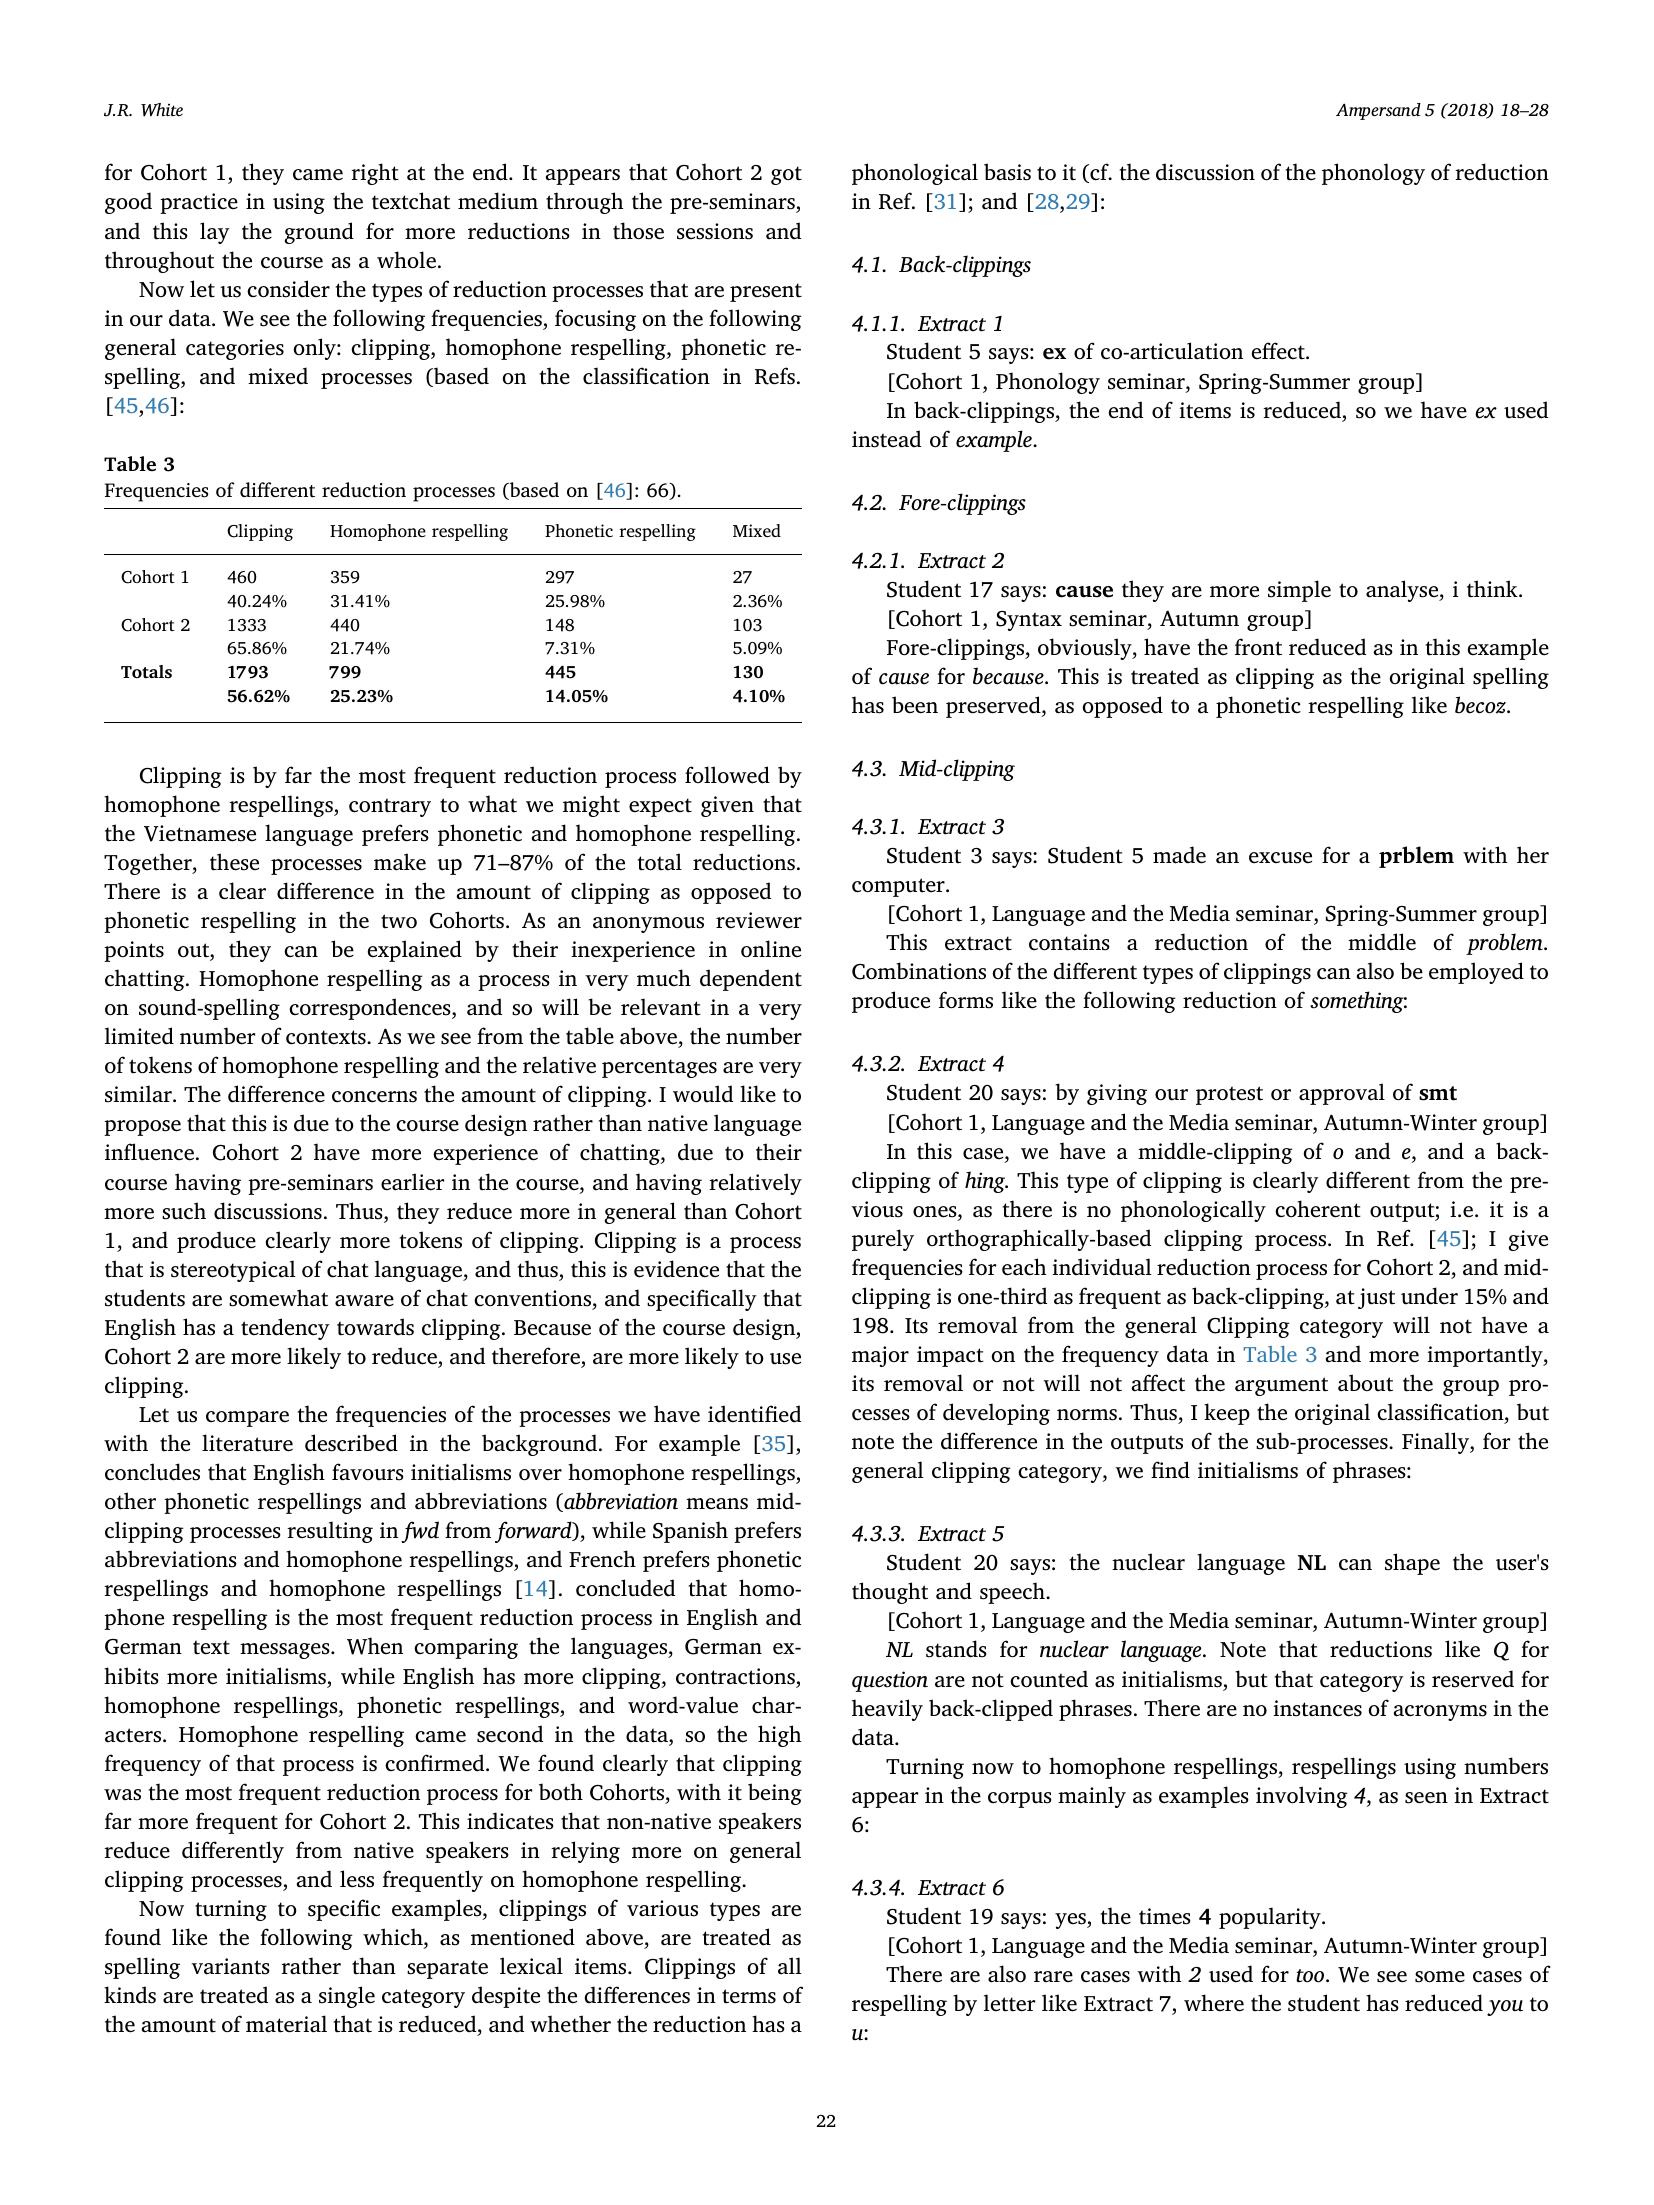 J.R. White
Ampersand 5 (2018) 18–28
for Cohort 1, they came right at the end. It appears that Cohort 2 got
good practice in using the textchat medium through the pre-seminars,
and this lay the ground for more reductions in those sessions and
throughout the course as a whole.
Now let us consider the types of reduction processes that are present
in our data. We see the following frequencies, focusing on the following
general categories only: clipping, homophone respelling, phonetic re-
spelling, and mixed processes (based on the classification in Refs.
[45,46]:
Table 3
Frequencies of different reduction processes (based on [46]: 66).
Clipping Homophone respelling Phonetic respelling Mixed
Cohort 1 460 359 297 27
40.24% 31.41% 25.98% 2.36%
Cohort 2 1333 440 148 103
65.86% 21.74% 7.31% 5.09%
Totals 1793 799 445 130
56.62% 25.23% 14.05% 4.10%
Clipping is by far the most frequent reduction process followed by
homophone respellings, contrary to what we might expect given that
the Vietnamese language prefers phonetic and homophone respelling.
Together, these processes make up 71–87% of the total reductions.
There is a clear difference in the amount of clipping as opposed to
phonetic respelling in the two Cohorts. As an anonymous reviewer
points out, they can be explained by their inexperience in online
chatting. Homophone respelling as a process in very much dependent
on sound-spelling correspondences, and so will be relevant in a very
limited number of contexts. As we see from the table above, the number
of tokens of homophone respelling and the relative percentages are very
similar. The difference concerns the amount of clipping. I would like to
propose that this is due to the course design rather than native language
influence. Cohort 2 have more experience of chatting, due to their
course having pre-seminars earlier in the course, and having relatively
more such discussions. Thus, they reduce more in general than Cohort
1, and produce clearly more tokens of clipping. Clipping is a process
that is stereotypical of chat language, and thus, this is evidence that the
students are somewhat aware of chat conventions, and specifically that
English has a tendency towards clipping. Because of the course design,
Cohort 2 are more likely to reduce, and therefore, are more likely to use
clipping.
Let us compare the frequencies of the processes we have identified
with the literature described in the background. For example [35],
concludes that English favours initialisms over homophone respellings,
other phonetic respellings and abbreviations (abbreviation means mid-
clipping processes resulting in fwd from forward), while Spanish prefers
abbreviations and homophone respellings, and French prefers phonetic
respellings and homophone respellings [14]. concluded that homo-
phone respelling is the most frequent reduction process in English and
German text messages. When comparing the languages, German ex-
hibits more initialisms, while English has more clipping, contractions,
homophone respellings, phonetic respellings, and word-value char-
acters. Homophone respelling came second in the data, so the high
frequency of that process is confirmed. We found clearly that clipping
was the most frequent reduction process for both Cohorts, with it being
far more frequent for Cohort 2. This indicates that non-native speakers
reduce differently from native speakers in relying more on general
clipping processes, and less frequently on homophone respelling.
Now turning to specific examples, clippings of various types are
found like the following which, as mentioned above, are treated as
spelling variants rather than separate lexical items. Clippings of all
kinds are treated as a single category despite the differences in terms of
the amount of material that is reduced, and whether the reduction has a
phonological basis to it (cf. the discussion of the phonology of reduction
in Ref. [31]; and [28,29]:
4.1. Back-clippings
4.1.1. Extract 1
Student 5 says: ex of co-articulation effect.
[Cohort 1, Phonology seminar, Spring-Summer group]
In back-clippings, the end of items is reduced, so we have ex used
instead of example.
4.2. Fore-clippings
4.2.1. Extract 2
Student 17 says: cause they are more simple to analyse, i think.
[Cohort 1, Syntax seminar, Autumn group]
Fore-clippings, obviously, have the front reduced as in this example
of cause for because. This is treated as clipping as the original spelling
has been preserved, as opposed to a phonetic respelling like becoz.
4.3. Mid-clipping
4.3.1. Extract 3
Student 3 says: Student 5 made an excuse for a prblem with her
computer.
[Cohort 1, Language and the Media seminar, Spring-Summer group]
This extract contains a reduction of the middle of problem.
Combinations of the different types of clippings can also be employed to
produce forms like the following reduction of something:
4.3.2. Extract 4
Student 20 says: by giving our protest or approval of smt
[Cohort 1, Language and the Media seminar, Autumn-Winter group]
In this case, we have a middle-clipping of o and e, and a back-
clipping of hing. This type of clipping is clearly different from the pre-
vious ones, as there is no phonologically coherent output; i.e. it is a
purely orthographically-based clipping process. In Ref. [45]; I give
frequencies for each individual reduction process for Cohort 2, and mid-
clipping is one-third as frequent as back-clipping, at just under 15% and
198. Its removal from the general Clipping category will not have a
major impact on the frequency data in Table 3 and more importantly,
its removal or not will not affect the argument about the group pro-
cesses of developing norms. Thus, I keep the original classification, but
note the difference in the outputs of the sub-processes. Finally, for the
general clipping category, we find initialisms of phrases:
4.3.3. Extract 5
Student 20 says: the nuclear language NL can shape the user's
thought and speech.
[Cohort 1, Language and the Media seminar, Autumn-Winter group]
NL stands for nuclear language. Note that reductions like Q for
question are not counted as initialisms, but that category is reserved for
heavily back-clipped phrases. There are no instances of acronyms in the
data.
Turning now to homophone respellings, respellings using numbers
appear in the corpus mainly as examples involving 4, as seen in Extract
6:
4.3.4. Extract 6
Student 19 says: yes, the times 4 popularity.
[Cohort 1, Language and the Media seminar, Autumn-Winter group]
There are also rare cases with 2 used for too. We see some cases of
respelling by letter like Extract 7, where the student has reduced you to
u:
22